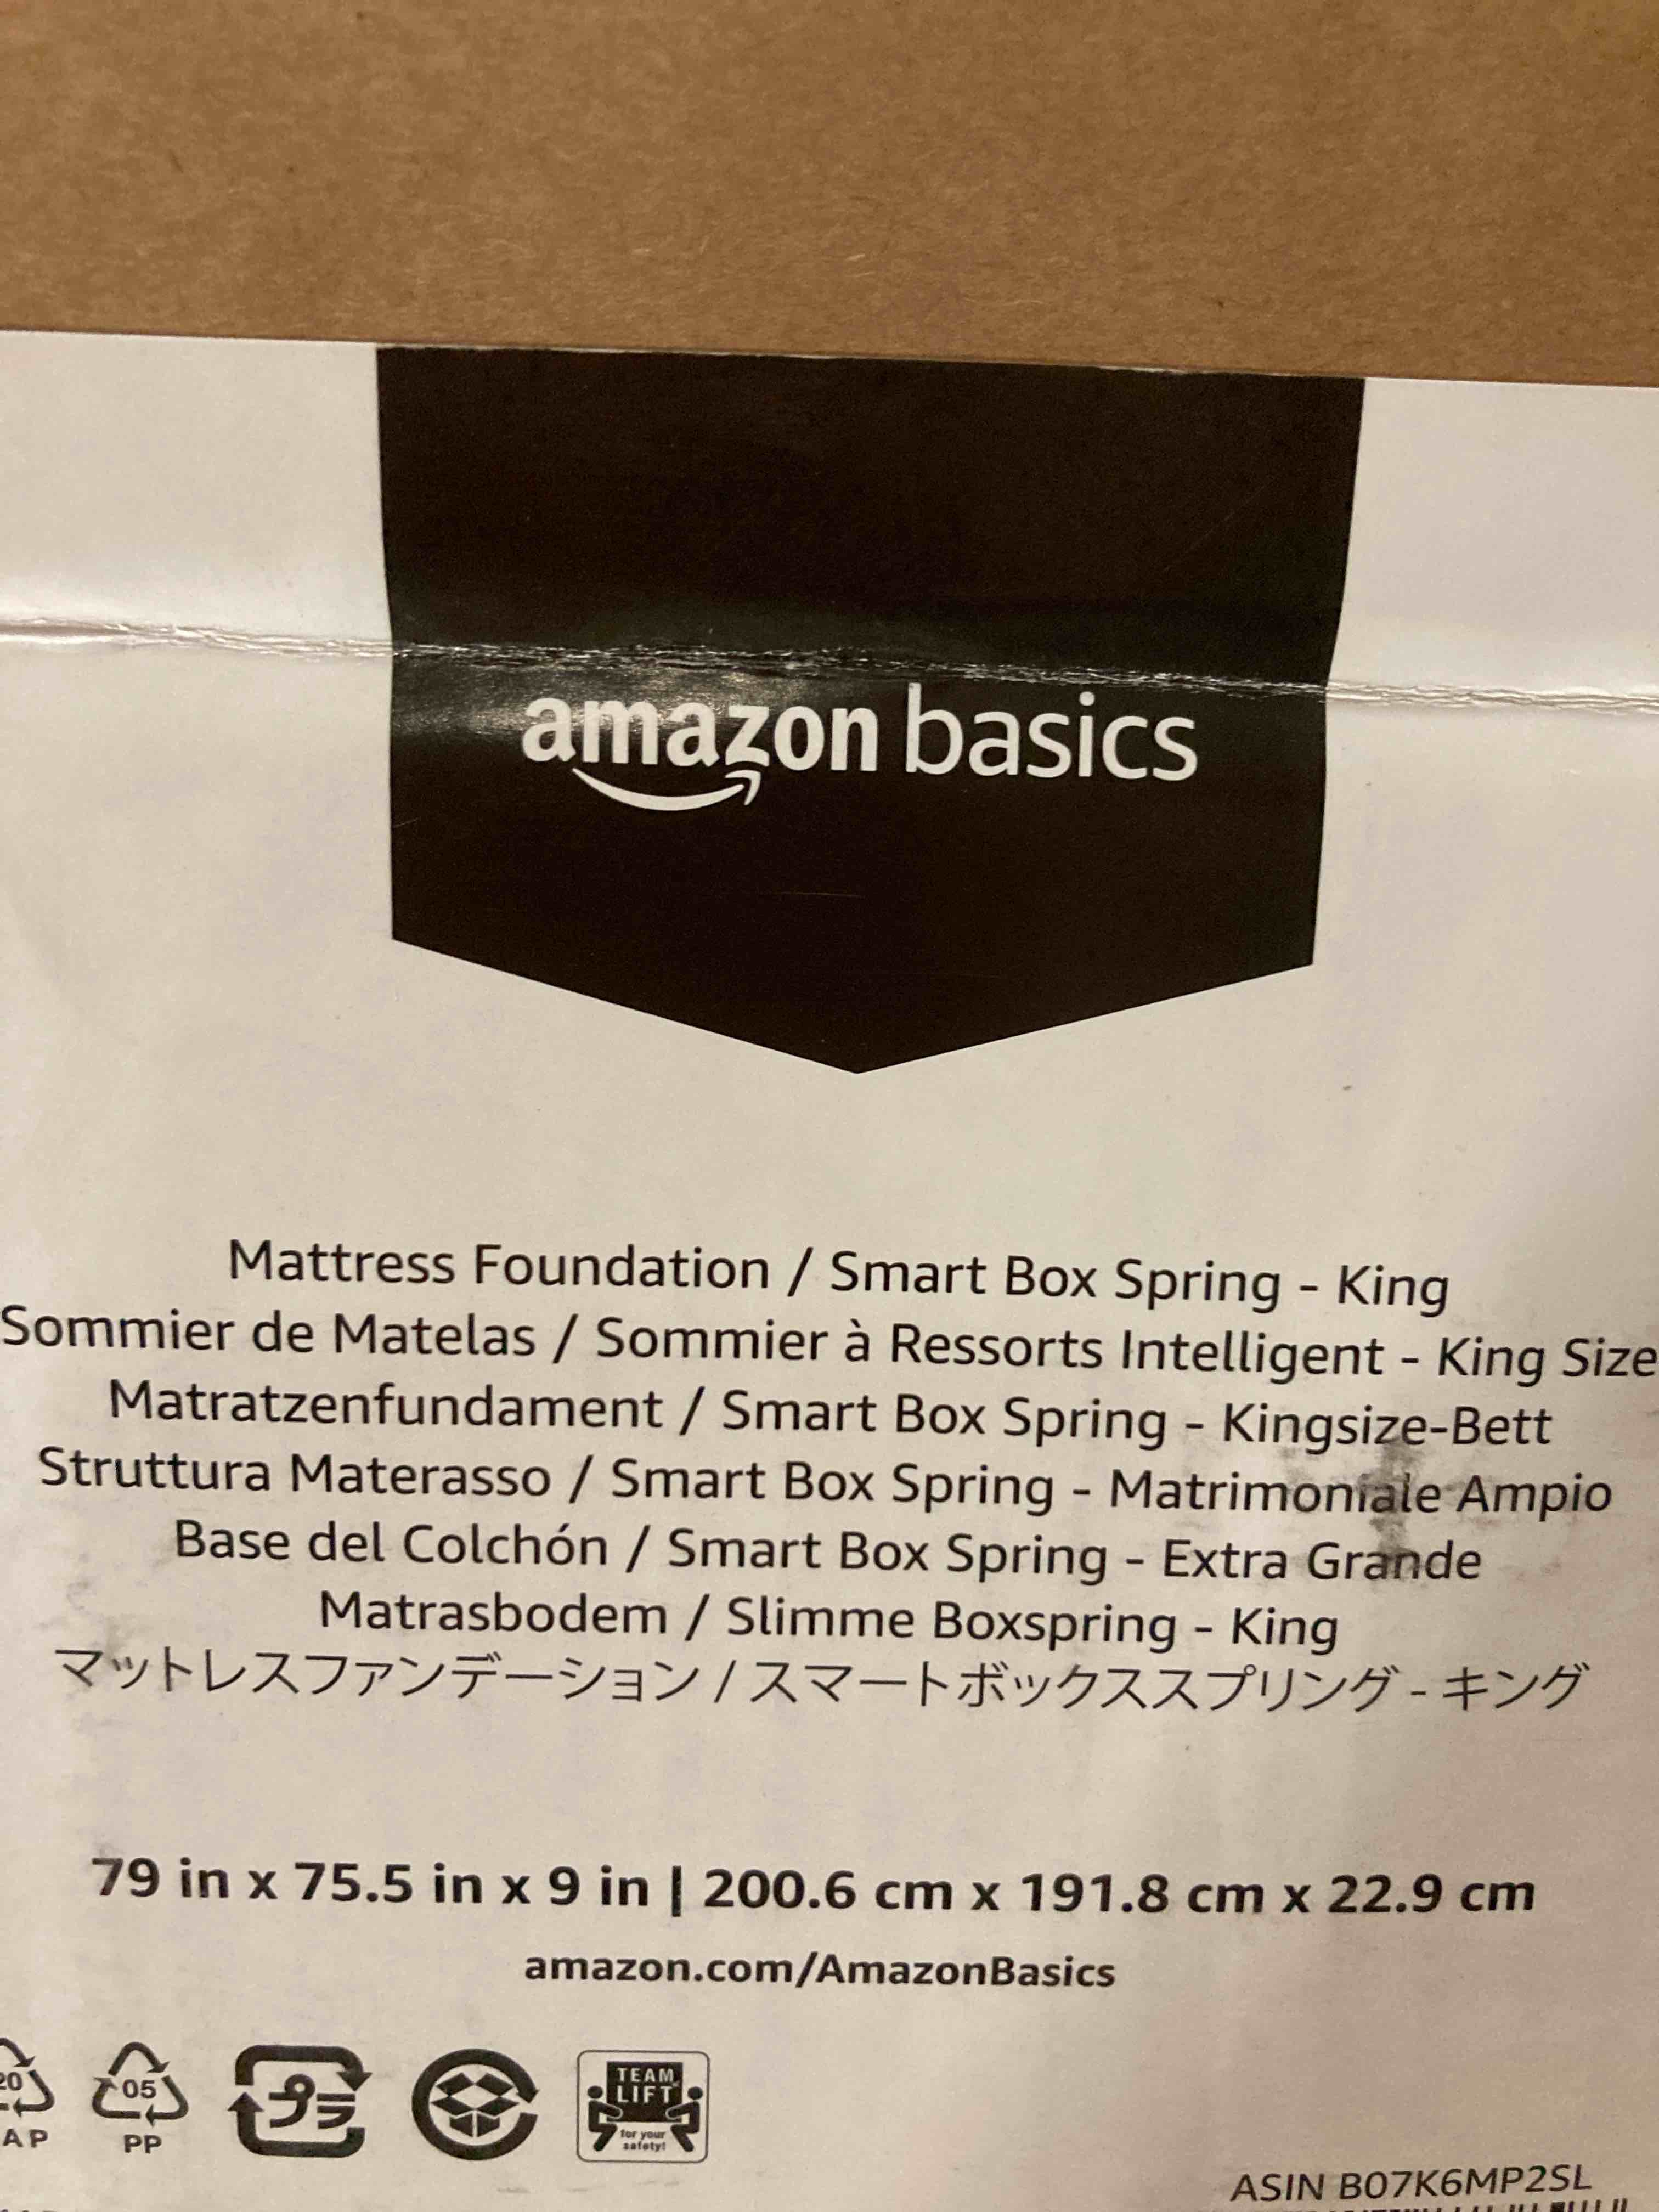 amazon basics
Mattress Foundation / Smart Box Spring - King
Sommier de Matelas / Sommier à Ressorts Intelligent - King Size
Matratzenfundament / Smart Box Spring - Kingsize-Bett
Struttura Materasso / Smart Box Spring - Matrimoniale Ampio
Base del Colchón / Smart Box Spring - Extra Grande
Matrasbodem / Slimme Boxspring - King
マットレスファンデーション / スマートボックススプリング - キング
79 in x 75.5 in x 9 in | 200.6 cm x 191.8 cm x 22.9 cm
amazon.com/AmazonBasics
20
AP
05
PP
プラ
TEAM
LIFT
for your
safety!
ASIN B07K6MP2SL